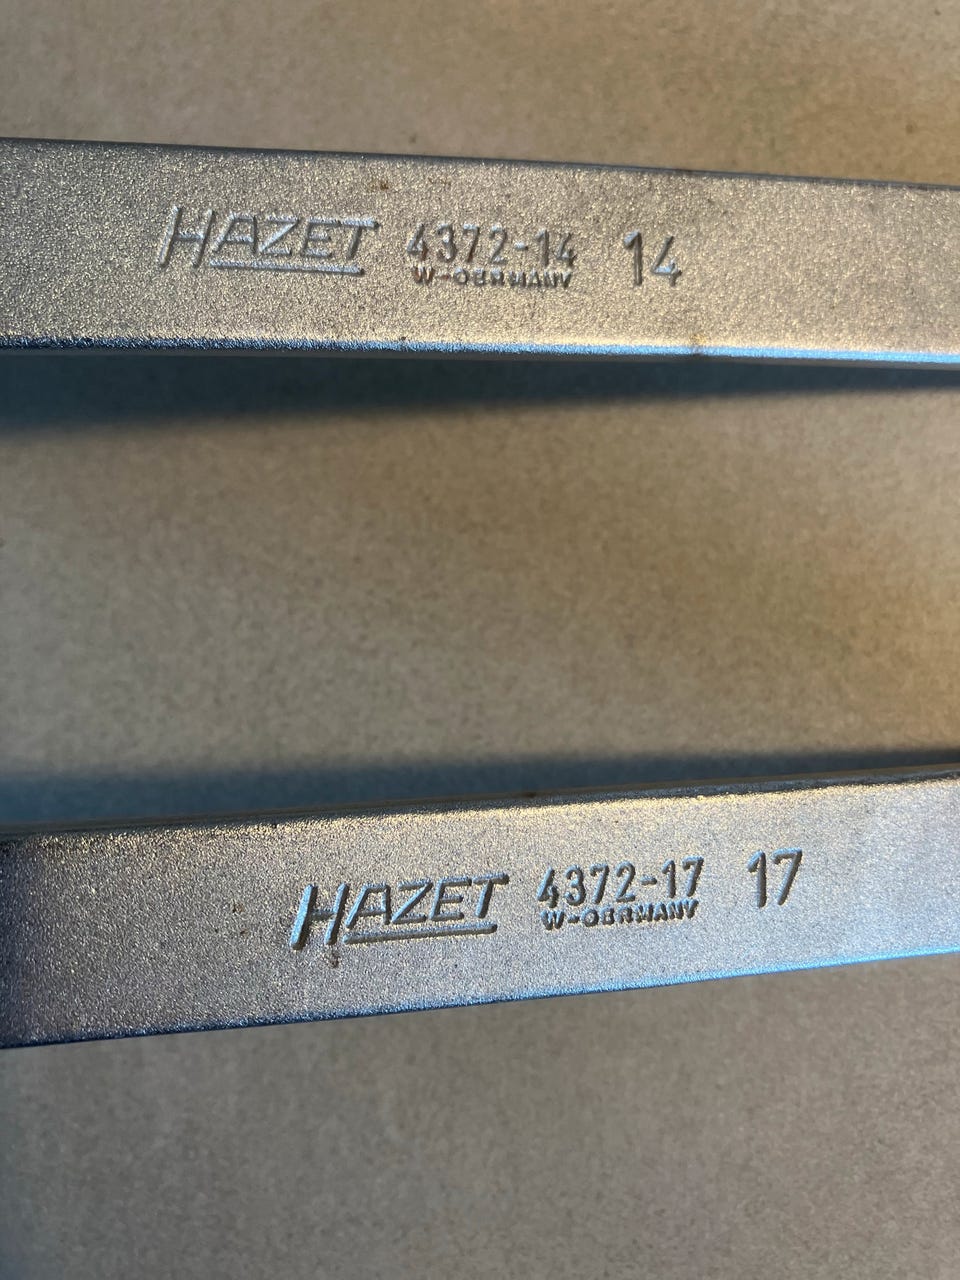 HAZET 4372-14 14
W-GERMANY
HAZET 4372-17 17
W-GERMANY